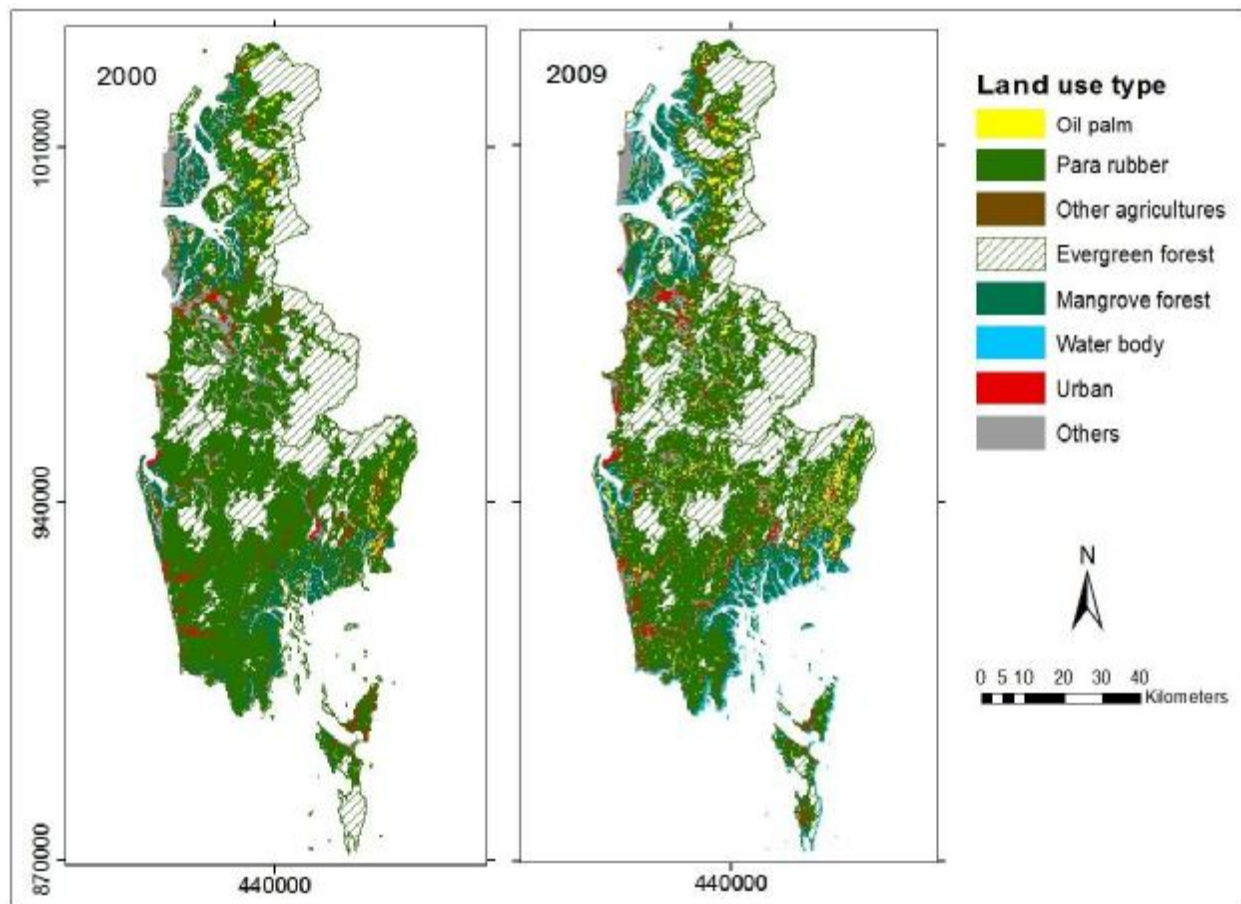 2000
2009
1010000
940000
870000
440000
440000
Land use type
Oil palm
Para rubber
Other agricultures
Evergreen forest
Mangrove forest
Water body
Urban
Others
N
0 5 10 20 30 40
Kilometers